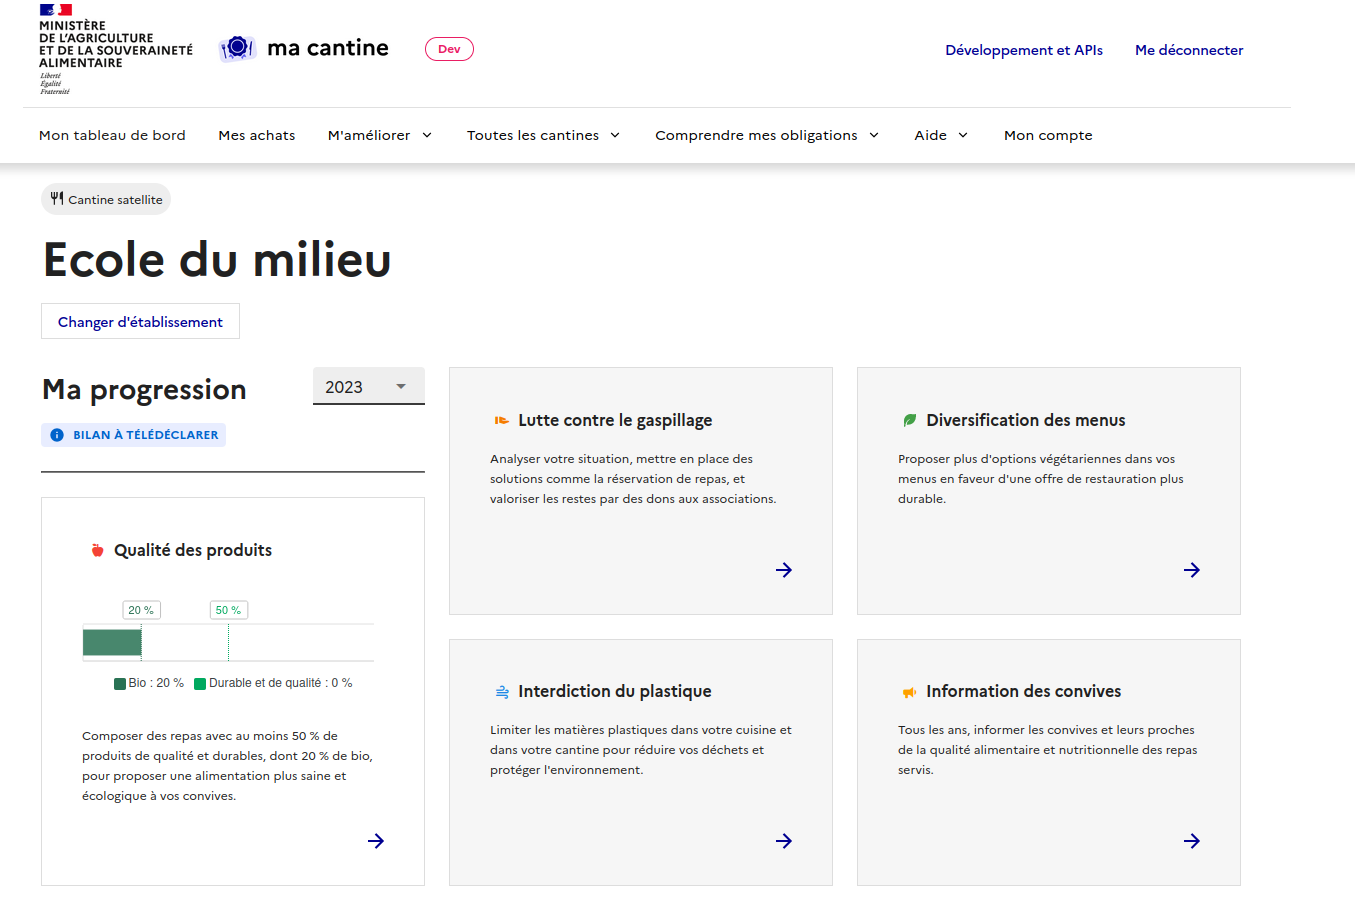 MINISTÈRE
DE L'AGRICULTURE
ET DE LA SOUVERAINETÉ
ALIMENTAIRE
Liberté
Égalité
Fraternité
ma cantine
Dev
Développement et APIs
Me déconnecter
Mon tableau de bord
Mes achats
M'améliorer
Toutes les cantines
Comprendre mes obligations
Aide
Mon compte
Cantine satellite
Ecole du milieu
Changer d'établissement
Ma progression
2023
BILAN À TÉLÉDÉCLARER
Qualité des produits
20 %
50 %
Bio : 20 %
Durable et de qualité : 0 %
Composer des repas avec au moins 50 % de
produits de qualité et durables, dont 20 % de bio,
pour proposer une alimentation plus saine et
écologique à vos convives.
Lutte contre le gaspillage
Analyser votre situation, mettre en place des
solutions comme la réservation de repas, et
valoriser les restes par des dons aux associations.
Diversification des menus
Proposer plus d'options végétariennes dans vos
menus en faveur d'une offre de restauration plus
durable.
Interdiction du plastique
Limiter les matières plastiques dans votre cuisine et
dans votre cantine pour réduire vos déchets et
protéger l'environnement.
Information des convives
Tous les ans, informer les convives et leurs proches
de la qualité alimentaire et nutritionnelle des repas
servis.